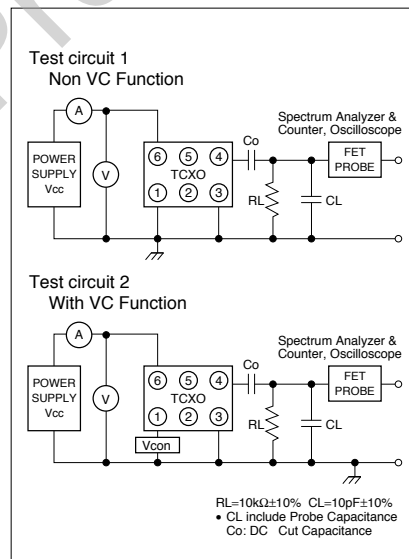 Test circuit 1
Non VC Function
A
POWER
SUPPLY
Vcc
V
6 5 4
TCXO
1 2 3
Co
RL
CL
Spectrum Analyzer &
Counter, Oscilloscope
FET
PROBE
Test circuit 2
With VC Function
A
POWER
SUPPLY
Vcc
V
6 5 4
TCXO
1 2 3
Vcon
Co
RL
CL
Spectrum Analyzer &
Counter, Oscilloscope
FET
PROBE
RL=10kΩ±10% CL=10pF±10%
• CL include Probe Capacitance
Co: DC Cut Capacitance